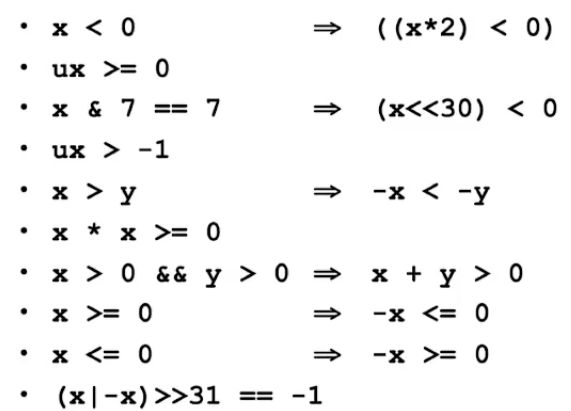 • x < 0 ⇒ ((x*2) < 0)
• ux >= 0
• x & 7 == 7 ⇒ (x<<30) < 0
• ux > -1
• x > y ⇒ -x < -y
• x * x >= 0
• x > 0 && y > 0 ⇒ x + y > 0
• x >= 0 ⇒ -x <= 0
• x <= 0 ⇒ -x >= 0
• (x|-x)>>31 == -1